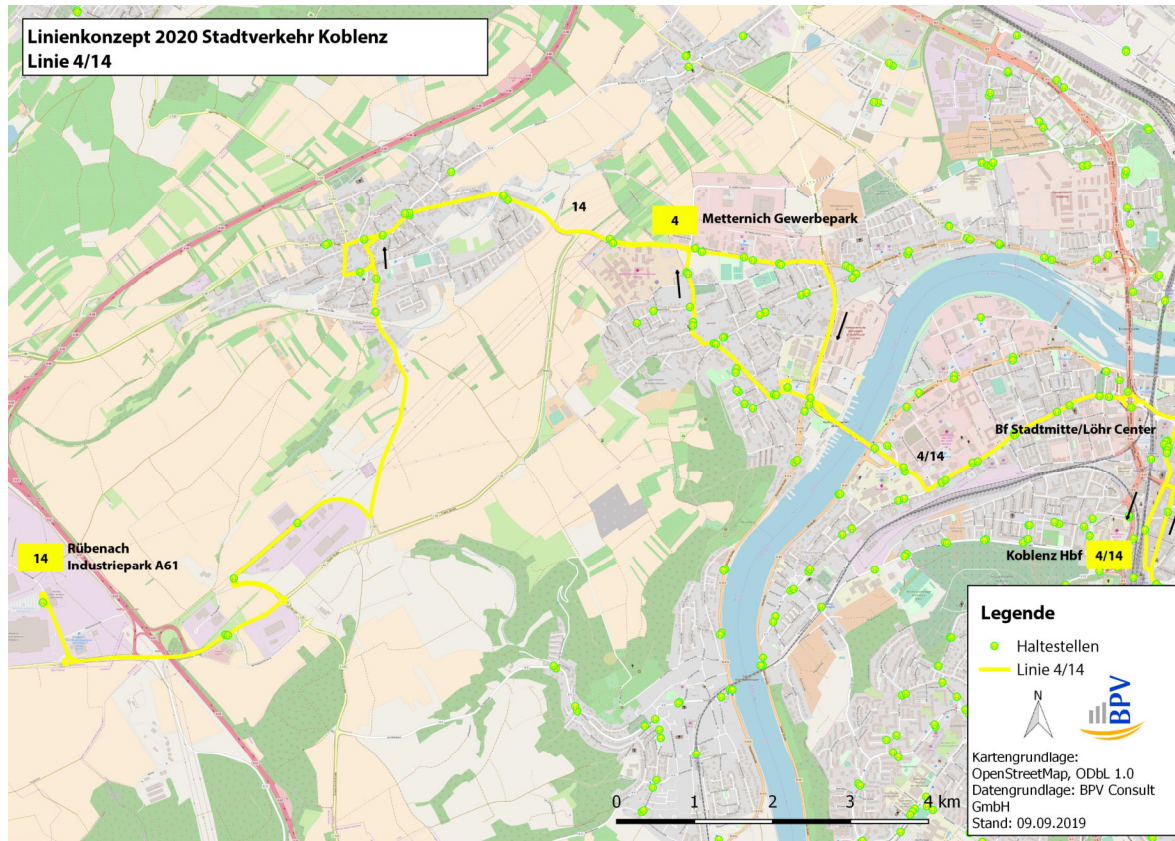 Linienkonzept 2020 Stadtverkehr Koblenz
Linie 4/14
14
4
Metternich Gewerbepark
Bf Stadtmitte/Löhr Center
4/14
14
Rübenach
Industriepark A61
Koblenz Hbf
4/14
Legende
Haltestellen
Linie 4/14
N
BPV
Kartengrundlage:
OpenStreetMap, ODbL 1.0
Datengrundlage: BPV Consult
GmbH
Stand: 09.09.2019
0 1 2 3 4 km